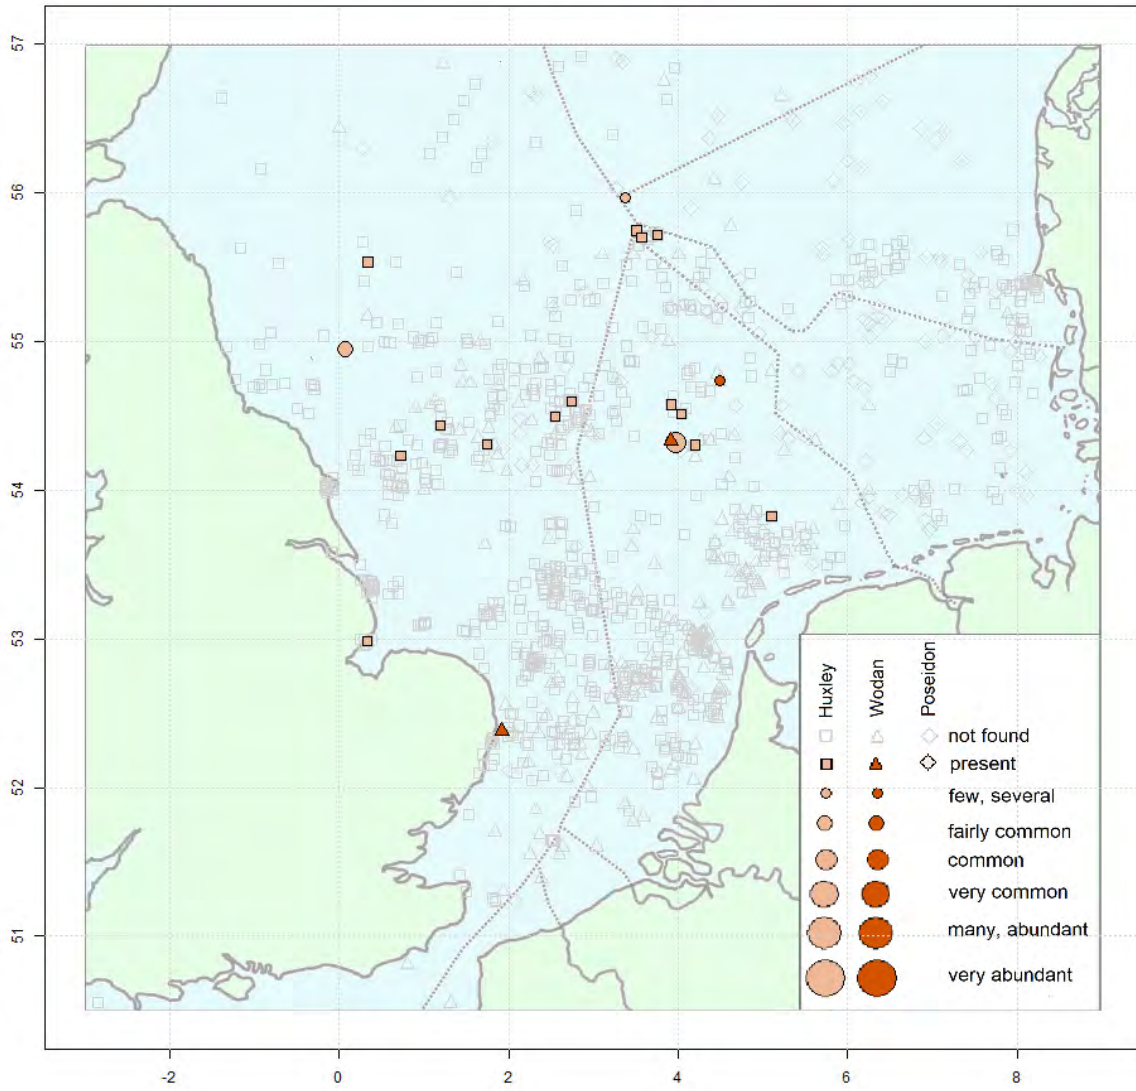 57
56
55
54
53
52
51
Huxley
Wodan
Poseidon
not found
present
few, several
fairly common
common
very common
many, abundant
very abundant
-2
0
2
4
6
8